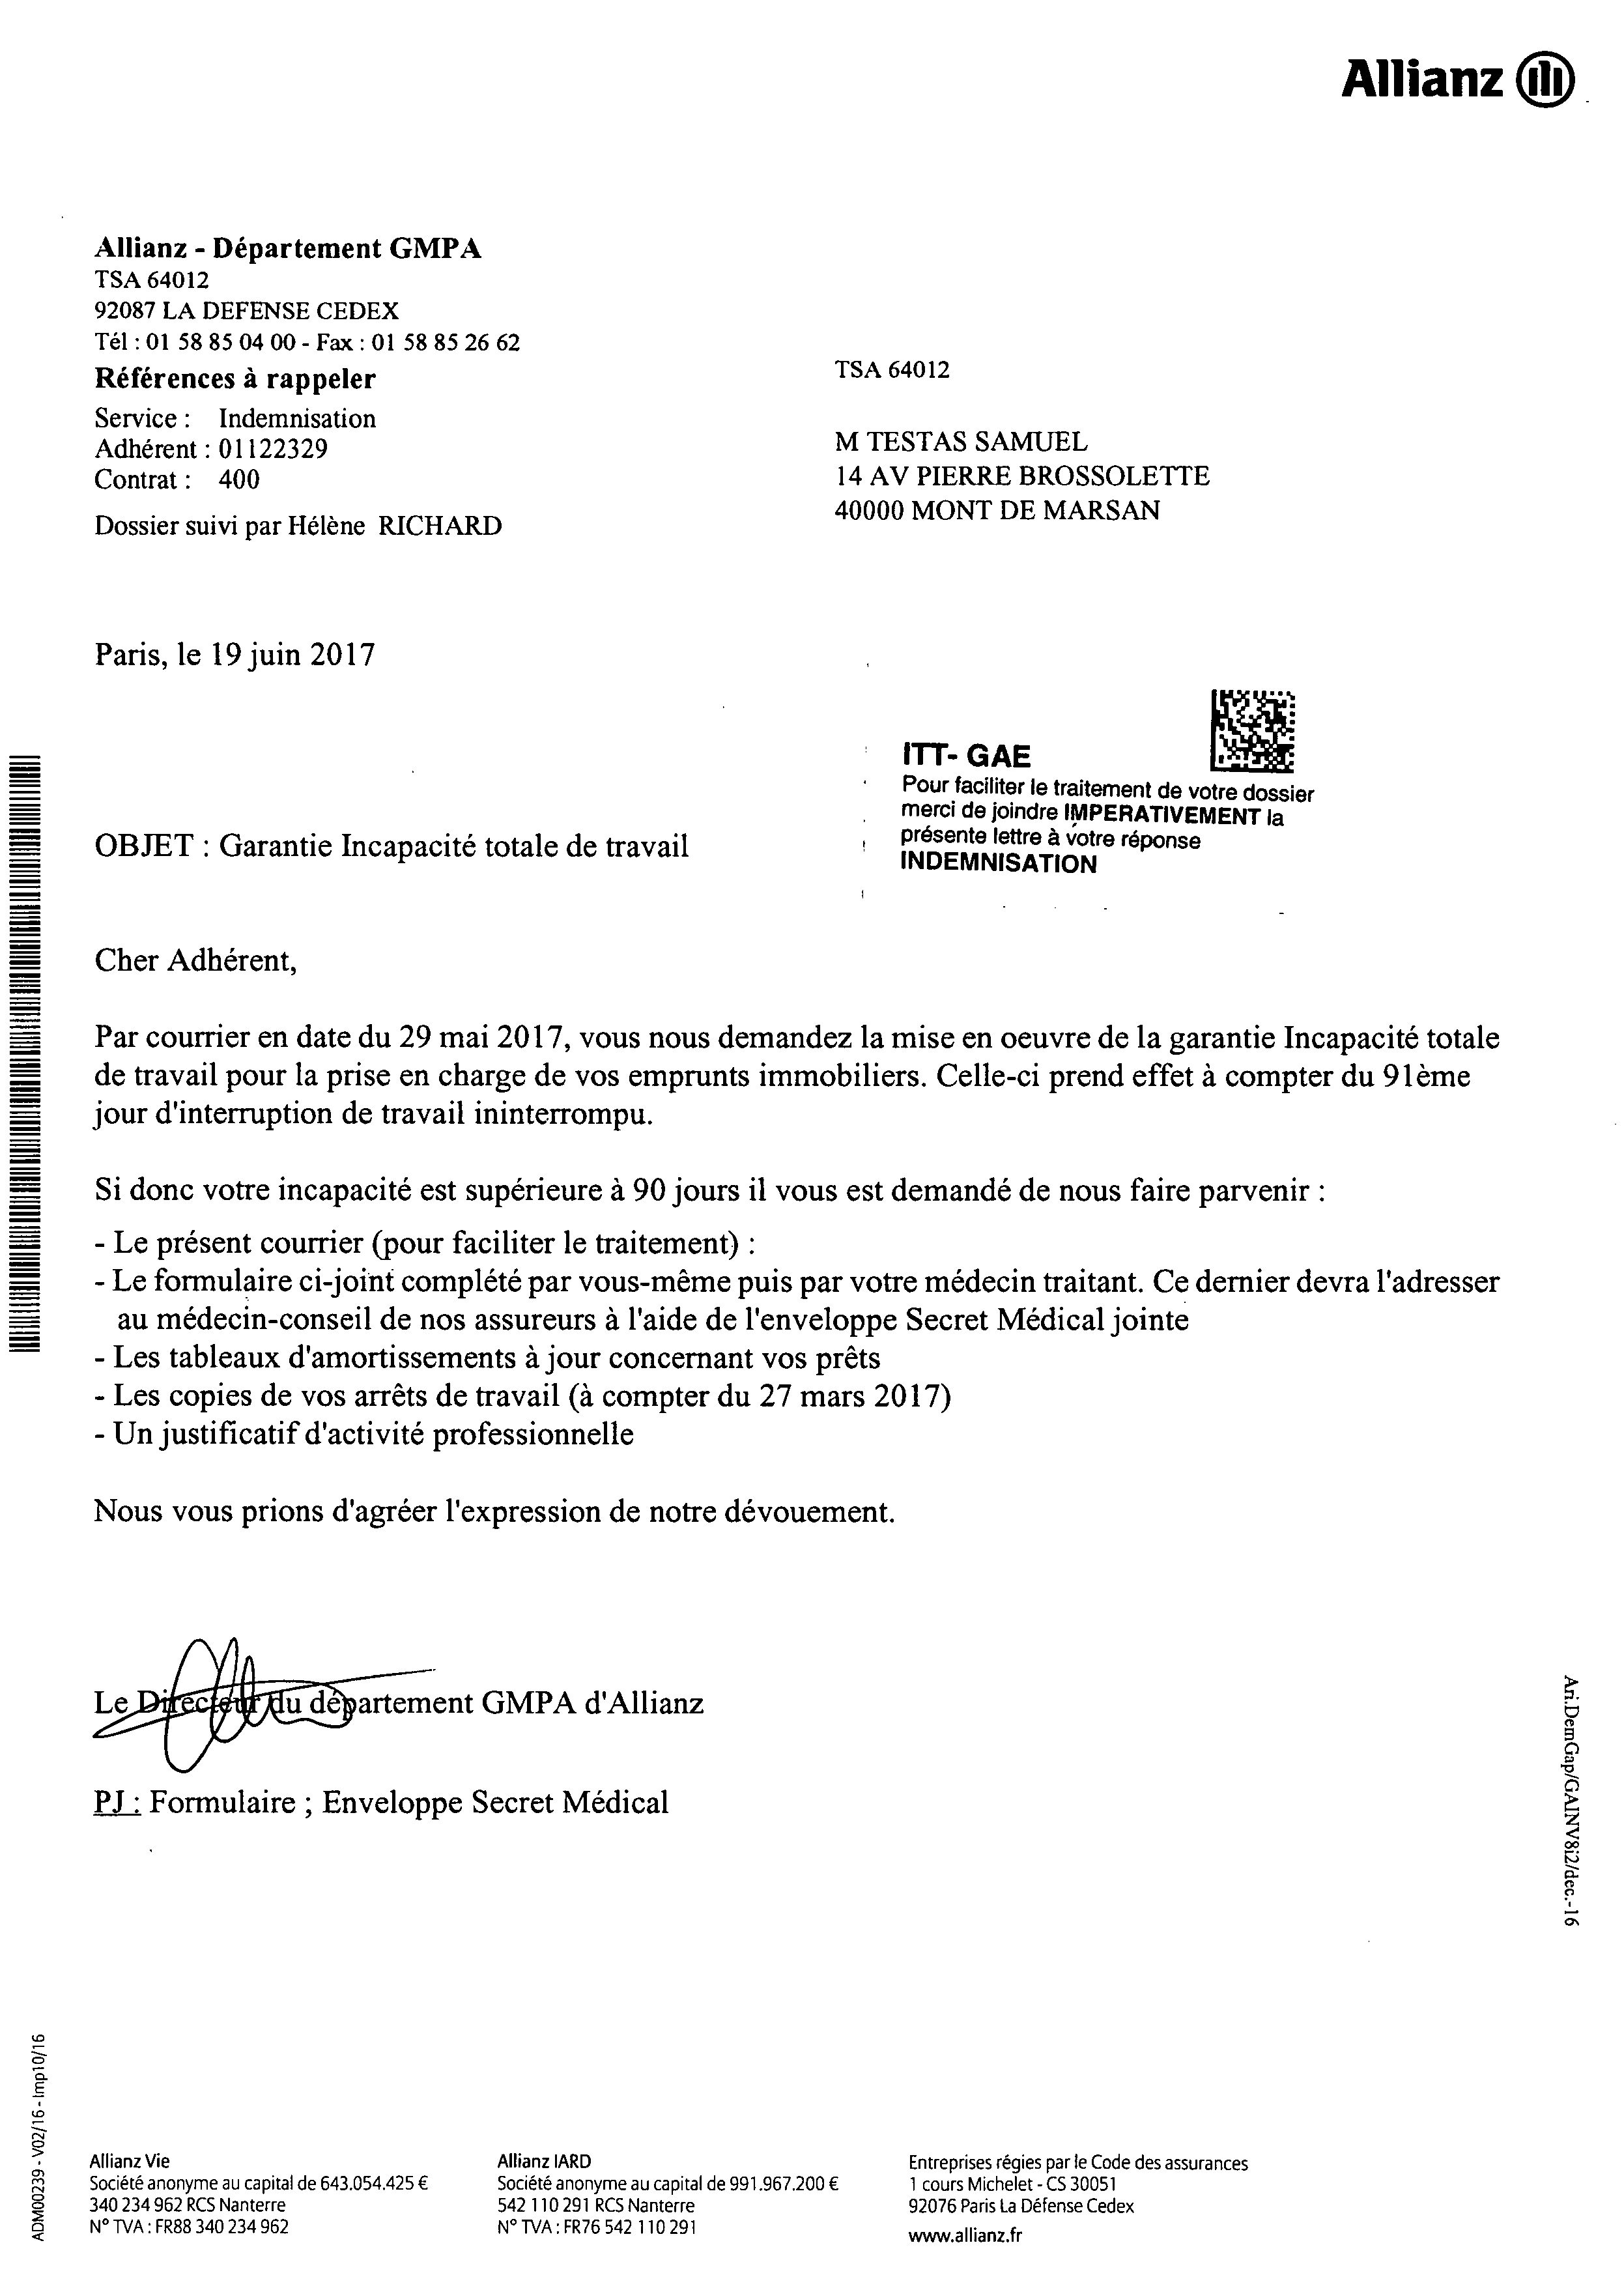 Allianz
Allianz - Département GMPA
TSA 64012
92087 LA DEFENSE CEDEX
Tél : 01 58 85 04 00 - Fax : 01 58 85 26 62
Références à rappeler
Service : Indemnisation
Adhérent : 01122329
Contrat : 400
Dossier suivi par Hélène RICHARD
TSA 64012
M TESTAS SAMUEL
14 AV PIERRE BROSSOLETTE
40000 MONT DE MARSAN
Paris, le 19 juin 2017
ITT- GAE
Pour faciliter le traitement de votre dossier
merci de joindre IMPERATIVEMENT la
présente lettre à votre réponse
INDEMNISATION
OBJET : Garantie Incapacité totale de travail
Cher Adhérent,
Par courrier en date du 29 mai 2017, vous nous demandez la mise en oeuvre de la garantie Incapacité totale
de travail pour la prise en charge de vos emprunts immobiliers. Celle-ci prend effet à compter du 91ème
jour d'interruption de travail ininterrompu.
Si donc votre incapacité est supérieure à 90 jours il vous est demandé de nous faire parvenir :
- Le présent courrier (pour faciliter le traitement) :
- Le formulaire ci-joint complété par vous-même puis par votre médecin traitant. Ce dernier devra l'adresser
au médecin-conseil de nos assureurs à l'aide de l'enveloppe Secret Médical jointe
- Les tableaux d'amortissements à jour concernant vos prêts
- Les copies de vos arrêts de travail (à compter du 27 mars 2017)
- Un justificatif d'activité professionnelle
Nous vous prions d'agréer l'expression de notre dévouement.
Le Directeur du département GMPA d'Allianz
PJ : Formulaire ; Enveloppe Secret Médical
Ari.DemGap/GAINV8i2/dec.-16
ADM00239 - V02/16 - Imp10/16
Allianz Vie
Société anonyme au capital de 643.054.425 €
340 234 962 RCS Nanterre
N° TVA : FR88 340 234 962
Allianz IARD
Société anonyme au capital de 991.967.200 €
542 110 291 RCS Nanterre
N° TVA : FR76 542 110 291
Entreprises régies par le Code des assurances
1 cours Michelet - CS 30051
92076 Paris La Défense Cedex
www.allianz.fr